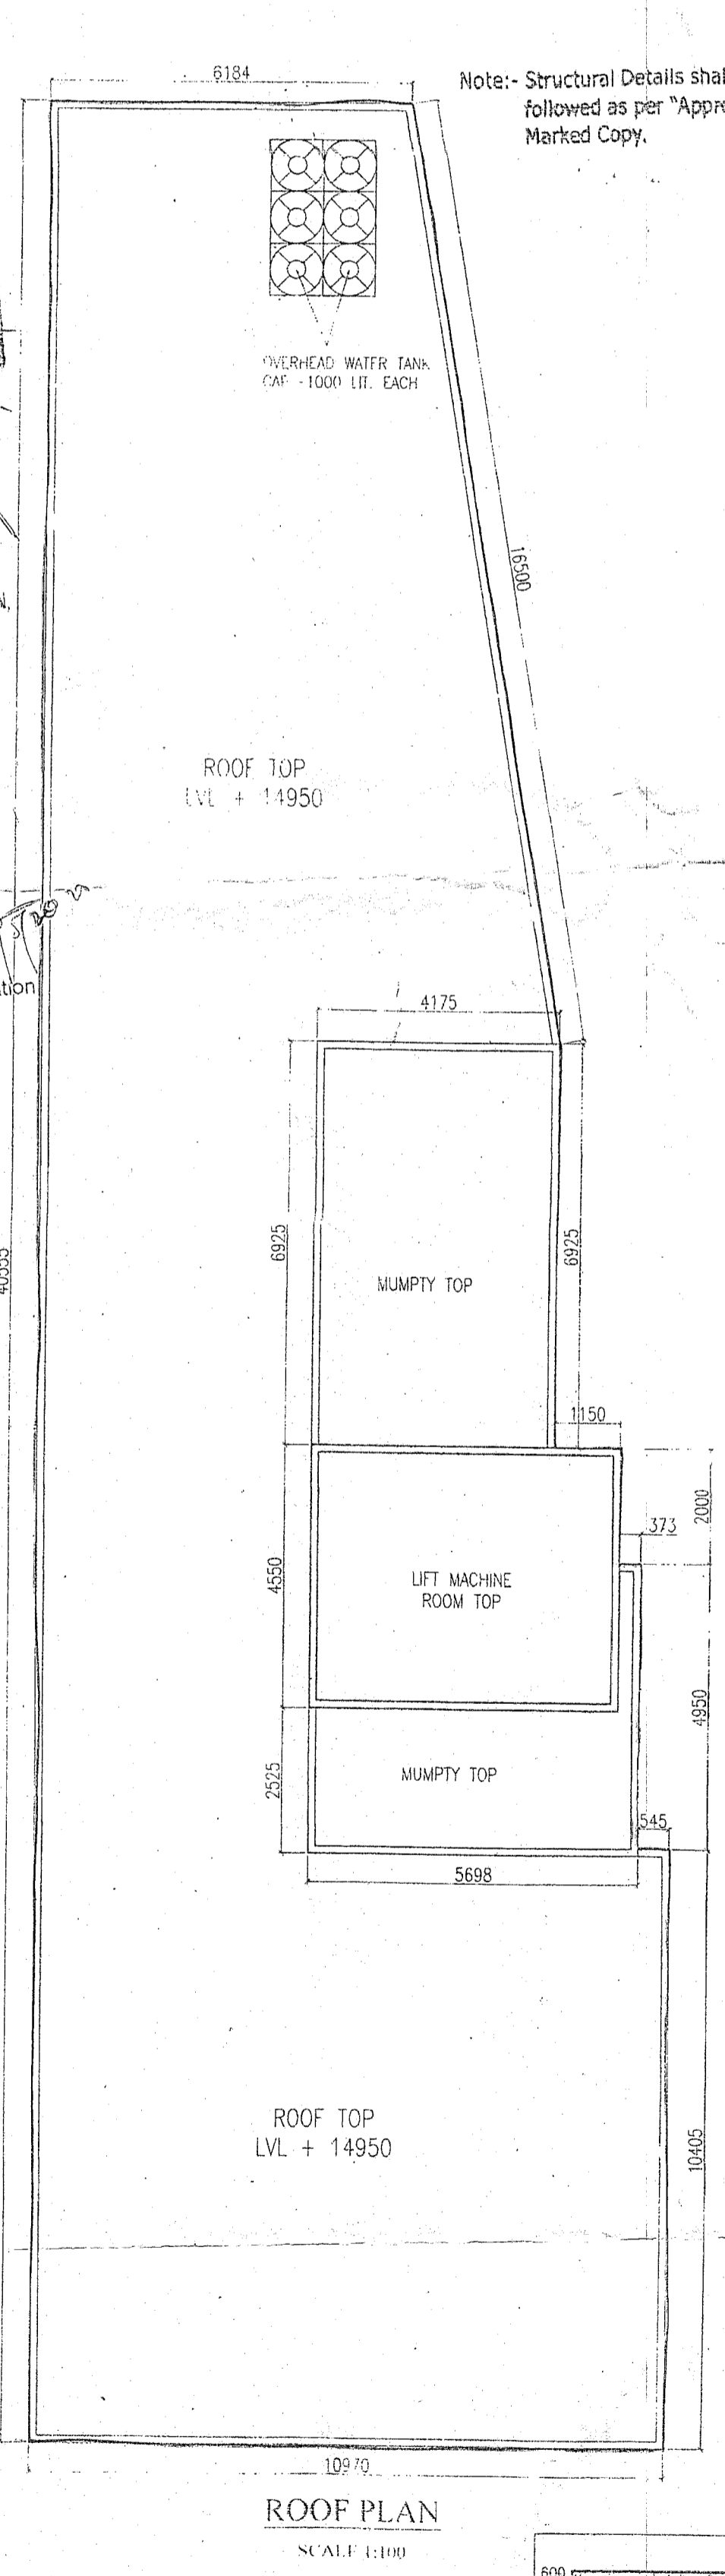 6184
Note:- Structural Details shal
followed as per "Appr
Marked Copy.
OVERHEAD WATER TANK
CAP -1000 LIT. EACH
16500
ROOF TOP
LVL + 14950
tion
4175
6925
6925
MUMPTY TOP
1150
2000
373
4550
LIFT MACHINE
ROOM TOP
4950
2525
MUMPTY TOP
545
5698
40555
ROOF TOP
LVL + 14950
10405
10970
ROOF PLAN
SCALE 1:100
600